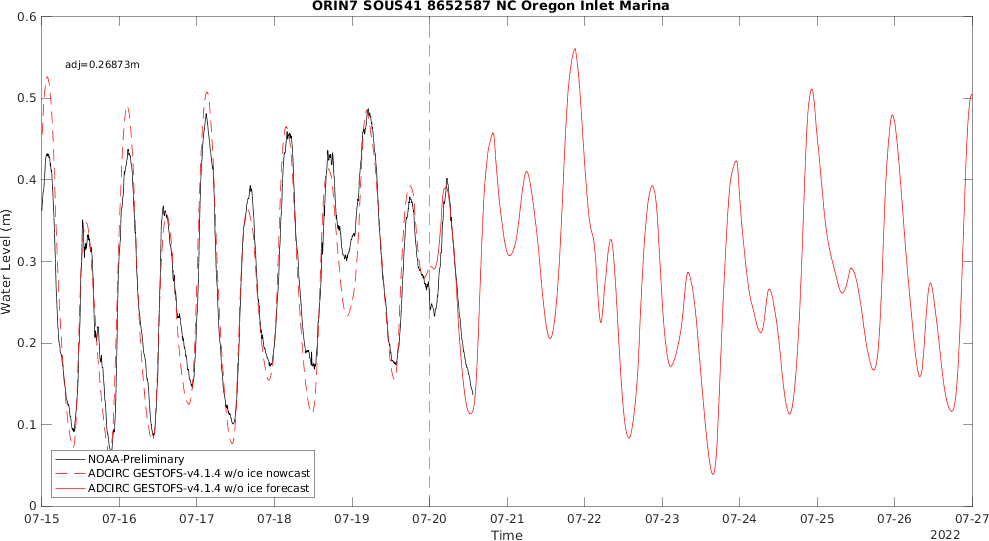 ORIN7 SOUS41 8652587 NC Oregon Inlet Marina
adj=0.26873m
Water Level (m)
0.6
0.5
0.4
0.3
0.2
0.1
0
NOAA-Preliminary
ADCIRC GESTOFS-v4.1.4 w/o ice nowcast
ADCIRC GESTOFS-v4.1.4 w/o ice forecast
07-15 07-16 07-17 07-18 07-19 07-20 07-21 07-22 07-23 07-24 07-25 07-26 07-27
Time
2022